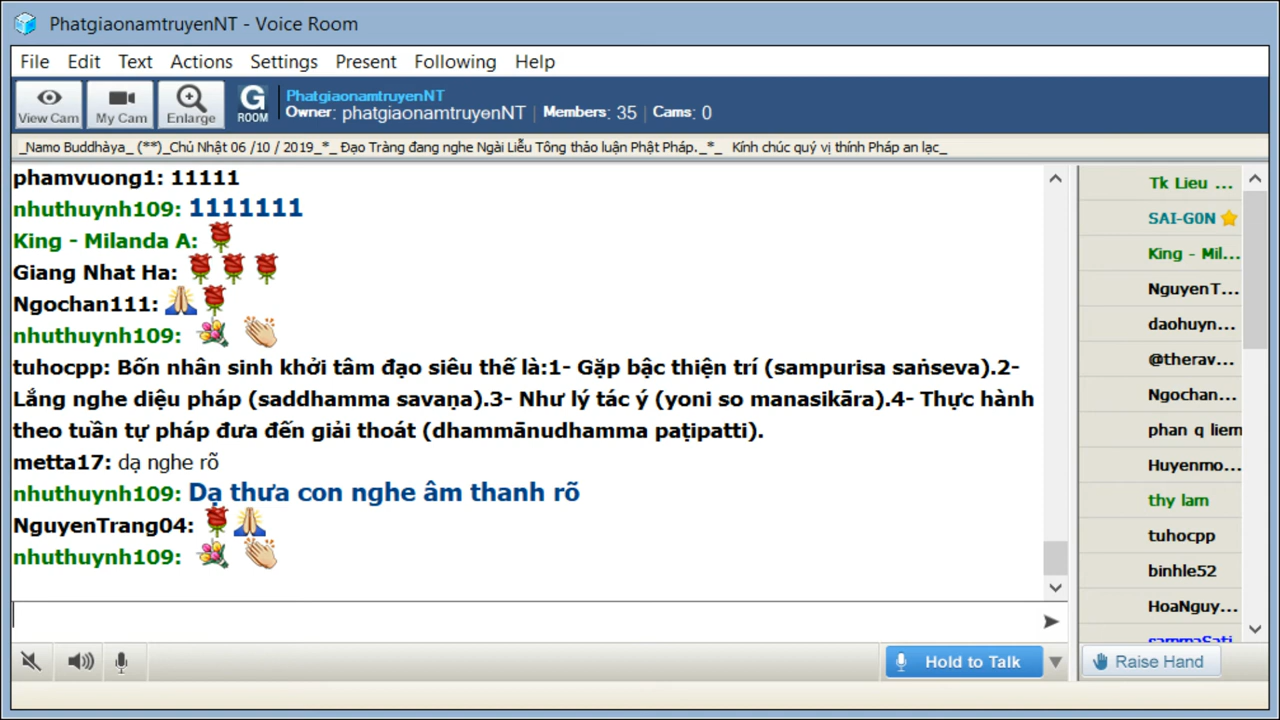 PhatgiaonamtruyenNT - Voice Room
File Edit Text Actions Settings Present Following Help
View Cam My Cam Enlarge G ROOM
PhatgiaonamtruyenNT
Owner: phatgiaonamtruyenNT | Members: 35 | Cams: 0
_Namo Buddhàya_ (**)_Chủ Nhật 06 /10 / 2019_*_ Đạo Tràng đang nghe Ngài Liễu Tông thảo luận Phật Pháp._*_ Kính chúc quý vị thính Pháp an lạc_
phamvuong1: 11111
nhuthuynh109: 1111111
King - Milanda A:
Giang Nhat Ha:
Ngochan111:
nhuthuynh109:
tuhocpp: Bốn nhân sinh khởi tâm đạo siêu thế là:1- Gặp bậc thiện trí (sampurisa saṅseva).2-
Lắng nghe diệu pháp (saddhamma savaṇa).3- Như lý tác ý (yoni so manasikāra).4- Thực hành
theo tuần tự pháp đưa đến giải thoát (dhammānudhamma paṭipatti).
metta17: dạ nghe rõ
nhuthuynh109: Dạ thưa con nghe âm thanh rõ
NguyenTrang04:
nhuthuynh109:
Tk Lieu ...
SAI-G0N
King - Mil...
NguyenT...
daohuyn...
@therav...
Ngochan...
phan q liem
Huyenmo...
thy lam
tuhocpp
binhle52
HoaNguy...
sammaSati
Hold to Talk
Raise Hand